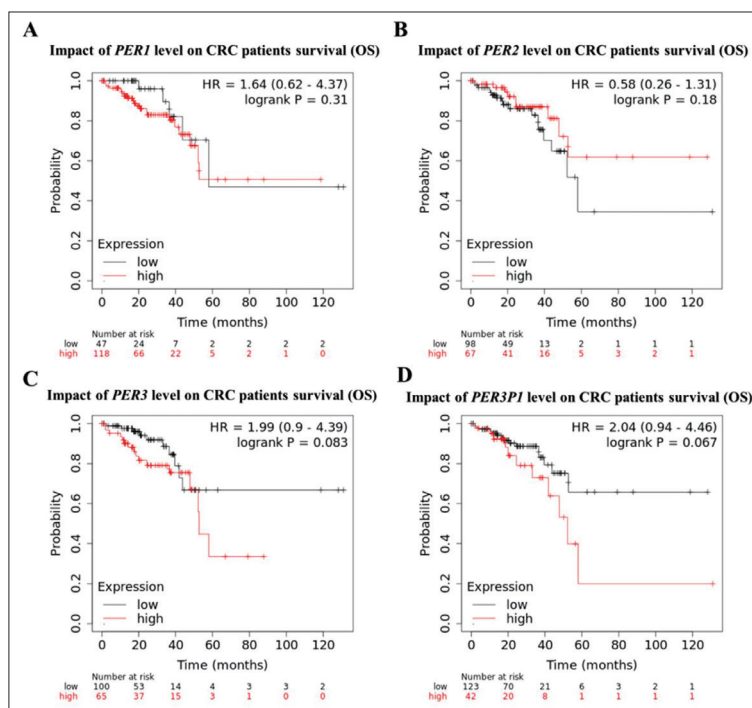 A
Impact of PER1 level on CRC patients survival (OS)
HR = 1.64 (0.62 - 4.37)
logrank P = 0.31
Probability
1.0
0.8
0.6
0.4
0.2
0.0
Expression
low
high
0 20 40 60 80 100 120
Time (months)
Number at risk
low 47 24 7 2 2 2 2
high 118 66 22 5 2 1 0
B
Impact of PER2 level on CRC patients survival (OS)
HR = 0.58 (0.26 - 1.31)
logrank P = 0.18
Probability
1.0
0.8
0.6
0.4
0.2
0.0
Expression
low
high
0 20 40 60 80 100 120
Time (months)
Number at risk
low 98 49 13 2 1 1 1
high 67 41 16 5 3 2 1
C
Impact of PER3 level on CRC patients survival (OS)
HR = 1.99 (0.9 - 4.39)
logrank P = 0.083
Probability
1.0
0.8
0.6
0.4
0.2
0.0
Expression
low
high
0 20 40 60 80 100 120
Time (months)
Number at risk
low 100 53 14 4 3 3 2
high 65 37 15 3 1 0 0
D
Impact of PER3P1 level on CRC patients survival (OS)
HR = 2.04 (0.94 - 4.46)
logrank P = 0.067
Probability
1.0
0.8
0.6
0.4
0.2
0.0
Expression
low
high
0 20 40 60 80 100 120
Time (months)
Number at risk
low 123 70 21 6 3 2 1
high 42 20 8 1 1 1 1